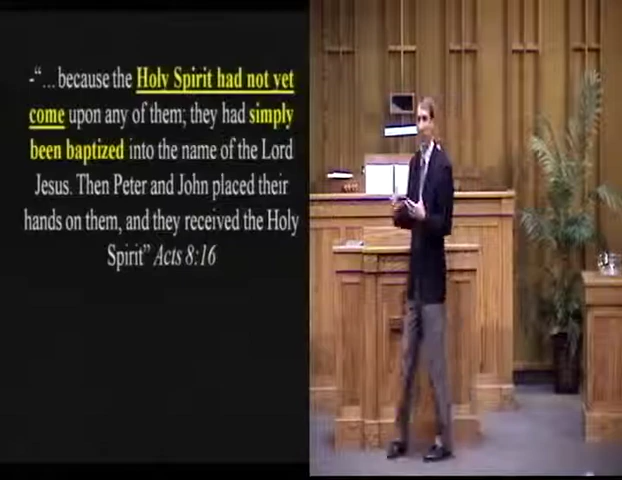 -“... because the Holy Spirit had not yet
come upon any of them; they had simply
been baptized into the name of the Lord
Jesus. Then Peter and John placed their
hands on them, and they received the Holy
Spirit” Acts 8:16